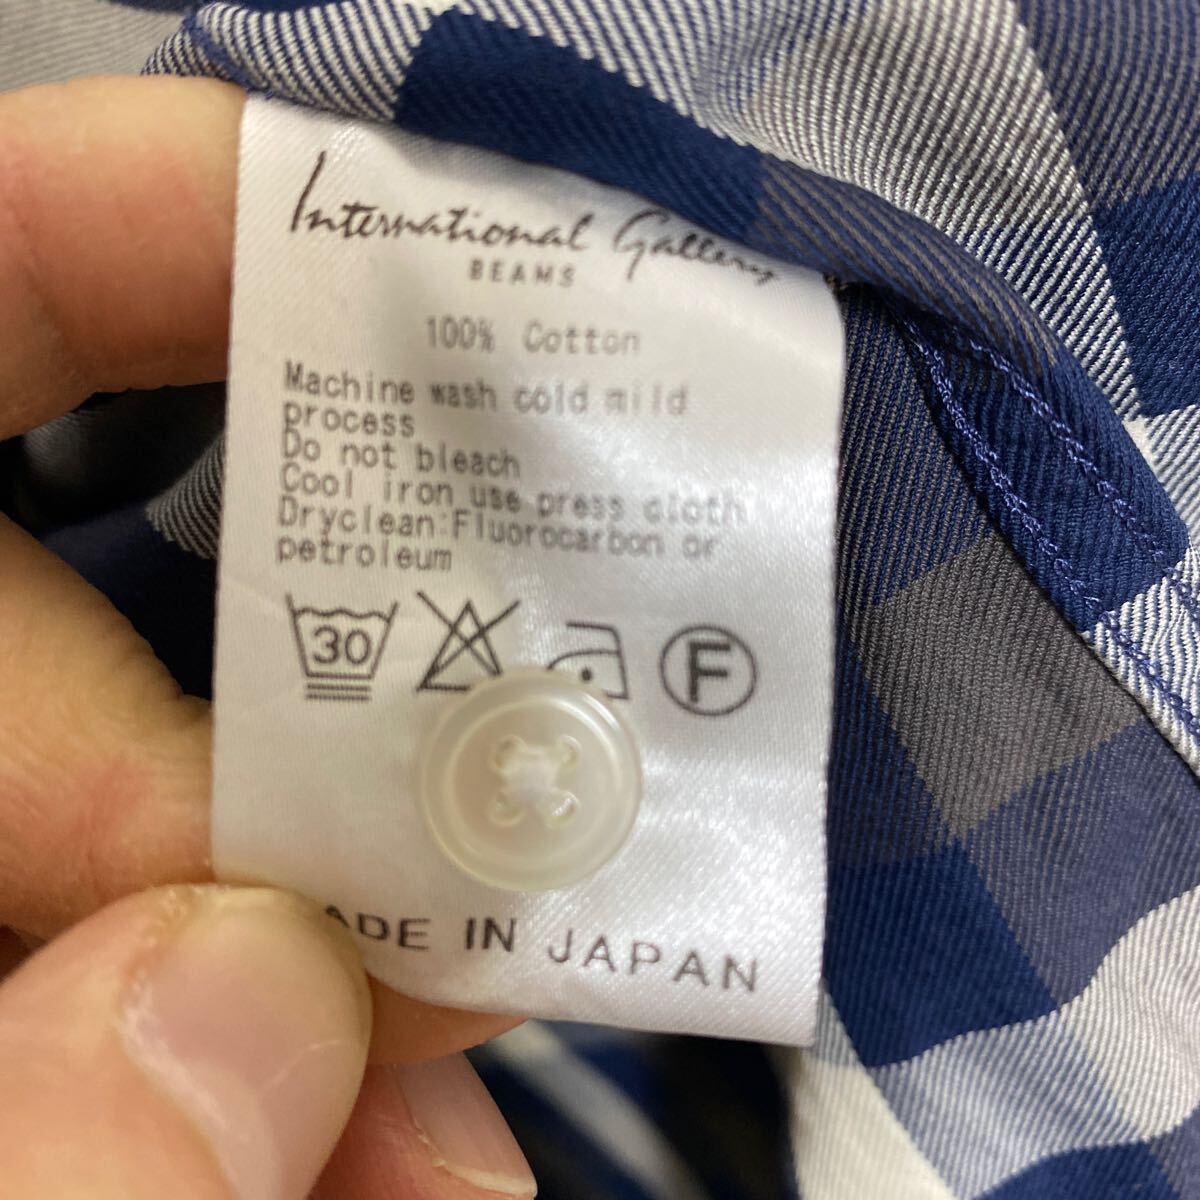 International Gallery
BEAMS
100% Cotton
Machine wash cold mild
process
Do not bleach
Cool iron use press cloth
Dryclean:Fluorocarbon or
petroleum
30 F
ADE IN JAPAN